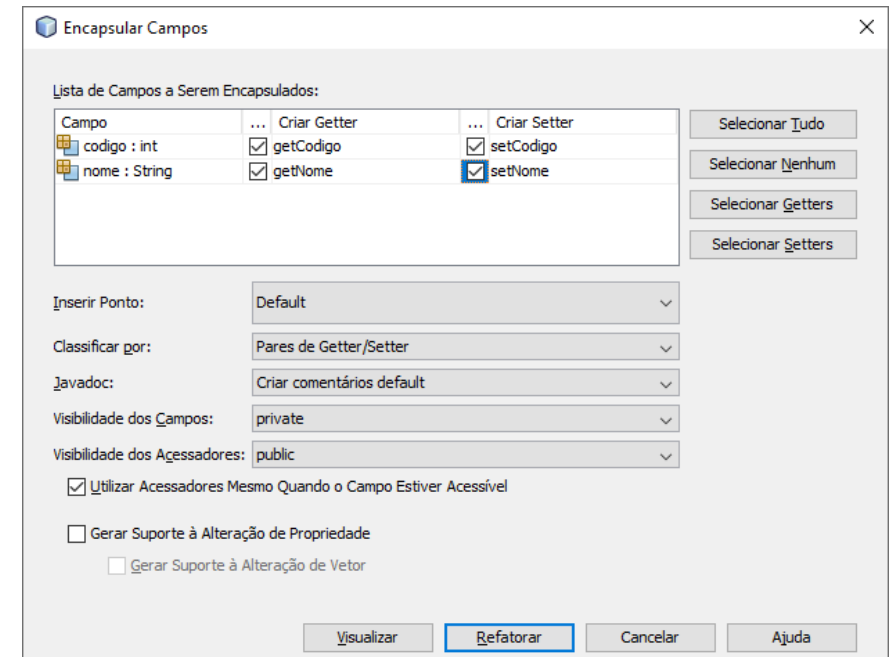 Encapsular Campos
Lista de Campos a Serem Encapsulados:
Campo ... Criar Getter ... Criar Setter
codigo : int getCodigo setCodigo
nome : String getNome setNome
Selecionar Tudo
Selecionar Nenhum
Selecionar Getters
Selecionar Setters
Inserir Ponto: Default
Classificar por: Pares de Getter/Setter
Javadoc: Criar comentários default
Visibilidade dos Campos: private
Visibilidade dos Acessadores: public
Utilizar Acessadores Mesmo Quando o Campo Estiver Acessível
Gerar Suporte à Alteração de Propriedade
Gerar Suporte à Alteração de Vetor
Visualizar Refatorar Cancelar Ajuda